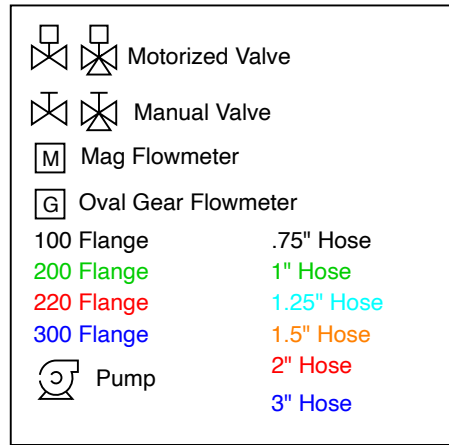 Motorized Valve
Manual Valve
M Mag Flowmeter
G Oval Gear Flowmeter
100 Flange .75" Hose
200 Flange 1" Hose
220 Flange 1.25" Hose
300 Flange 1.5" Hose
Pump 2" Hose
3" Hose